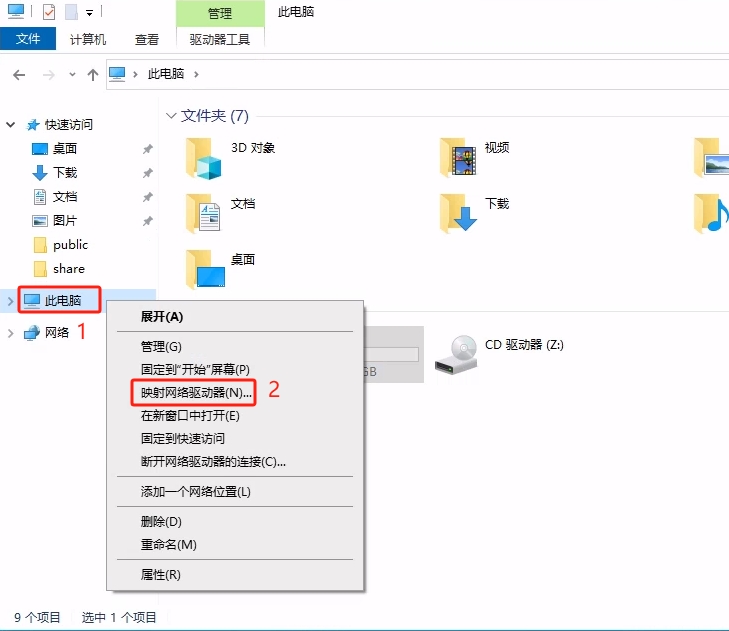 管理
此电脑
文件
计算机
查看
驱动器工具
此电脑
快速访问
文件夹 (7)
桌面
3D 对象
视频
下载
文档
文档
下载
图片
public
桌面
share
此电脑
网络
1
展开(A)
管理(G)
CD 驱动器 (Z:)
固定到"开始"屏幕(P)
GB
映射网络驱动器(N)...
2
在新窗口中打开(E)
固定到快速访问
断开网络驱动器的连接(C)...
添加一个网络位置(L)
删除(D)
重命名(M)
属性(R)
9 个项目
选中 1 个项目